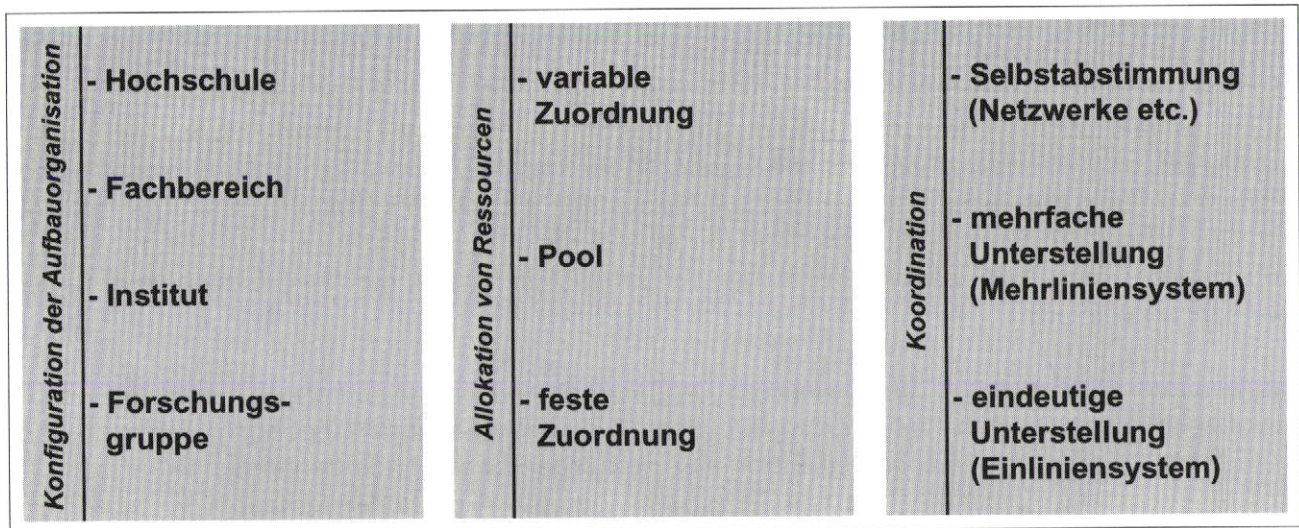 Konfiguration der Aufbauorganisation
- Hochschule
- Fachbereich
- Institut
- Forschungs-
gruppe
Allokation von Ressourcen
- variable
Zuordnung
- Pool
- feste
Zuordnung
Koordination
- Selbstabstimmung
(Netzwerke etc.)
- mehrfache
Unterstellung
(Mehrliniensystem)
- eindeutige
Unterstellung
(Einliniensystem)